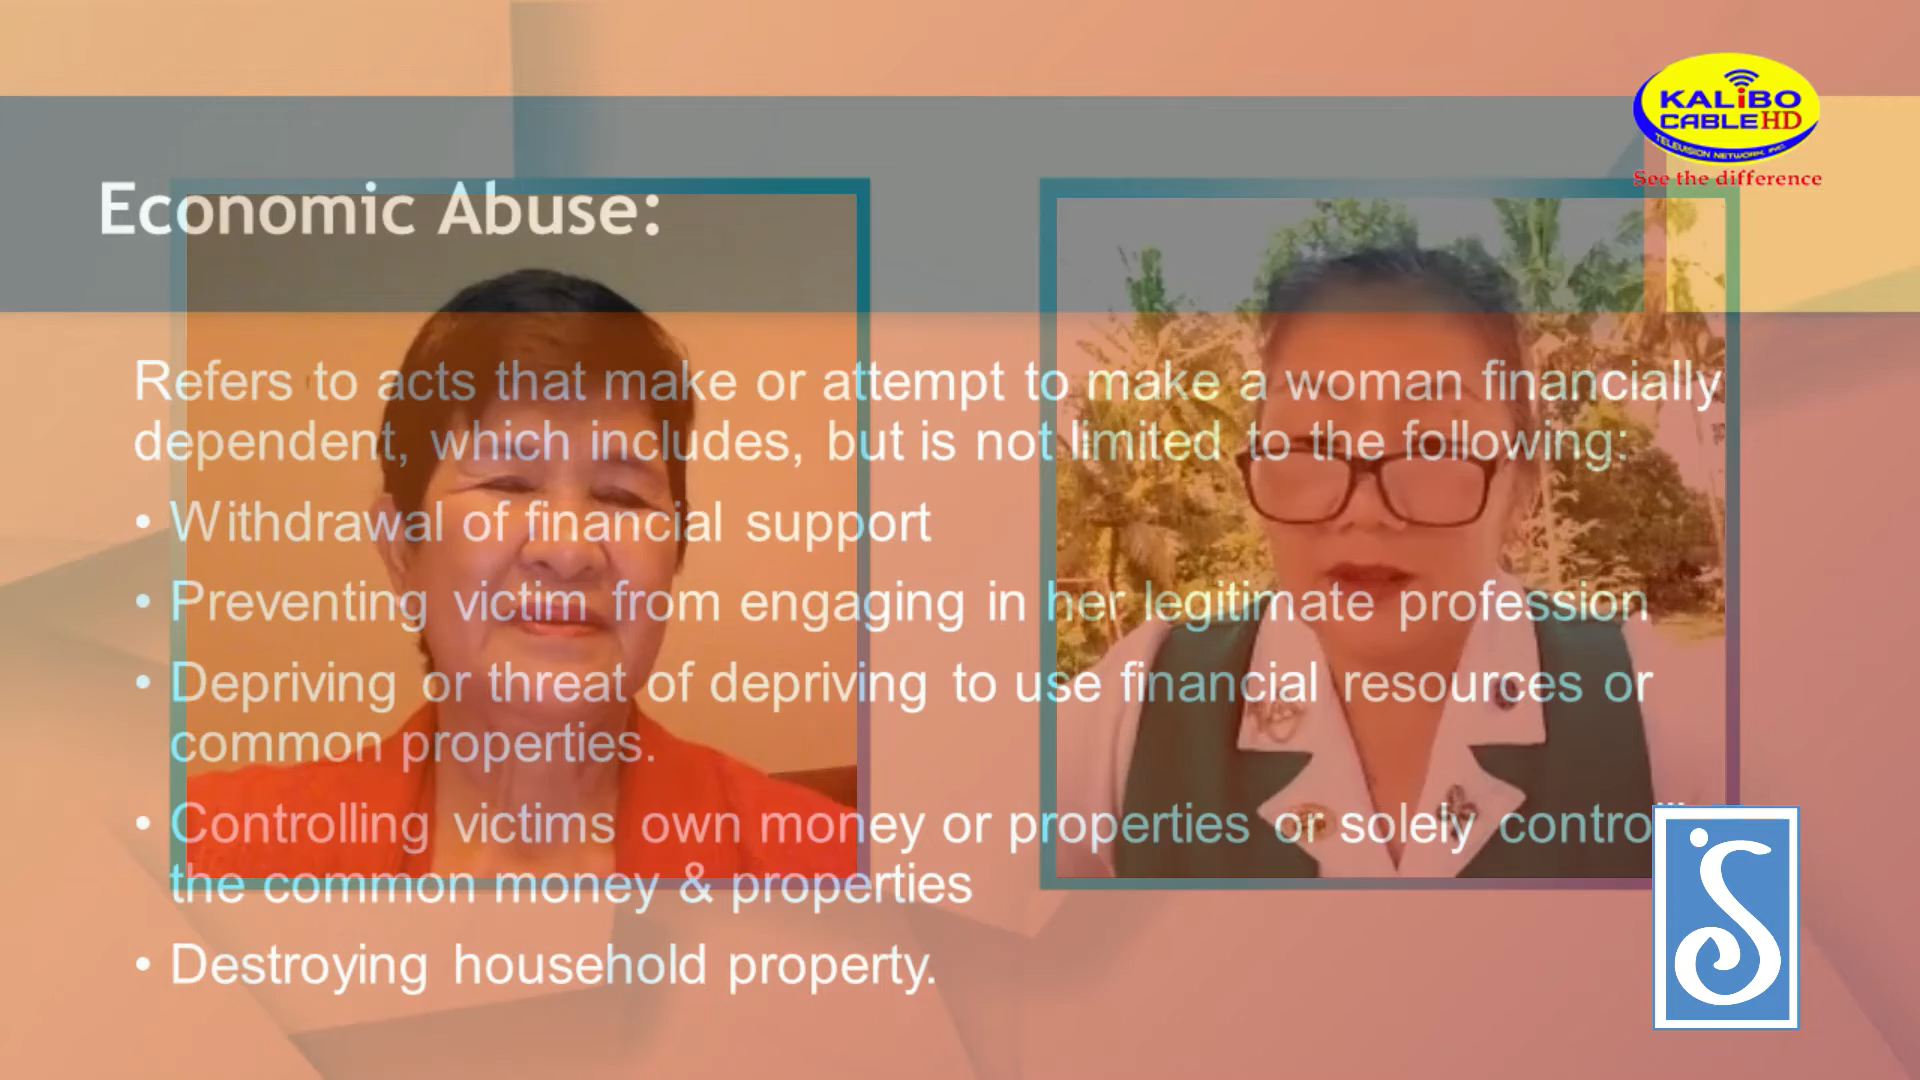 KALiBO
CABLEHD
TELEVISION NETWORK, INC.
See the difference
Economic Abuse:
Refers to acts that make or attempt to make a woman financially
dependent, which includes, but is not limited to the following:
• Withdrawal of financial support
• Preventing victim from engaging in her legitimate profession
• Depriving or threat of depriving to use financial resources or
common properties.
• Controlling victims own money or properties or solely
the common money & properties
• Destroying household property.